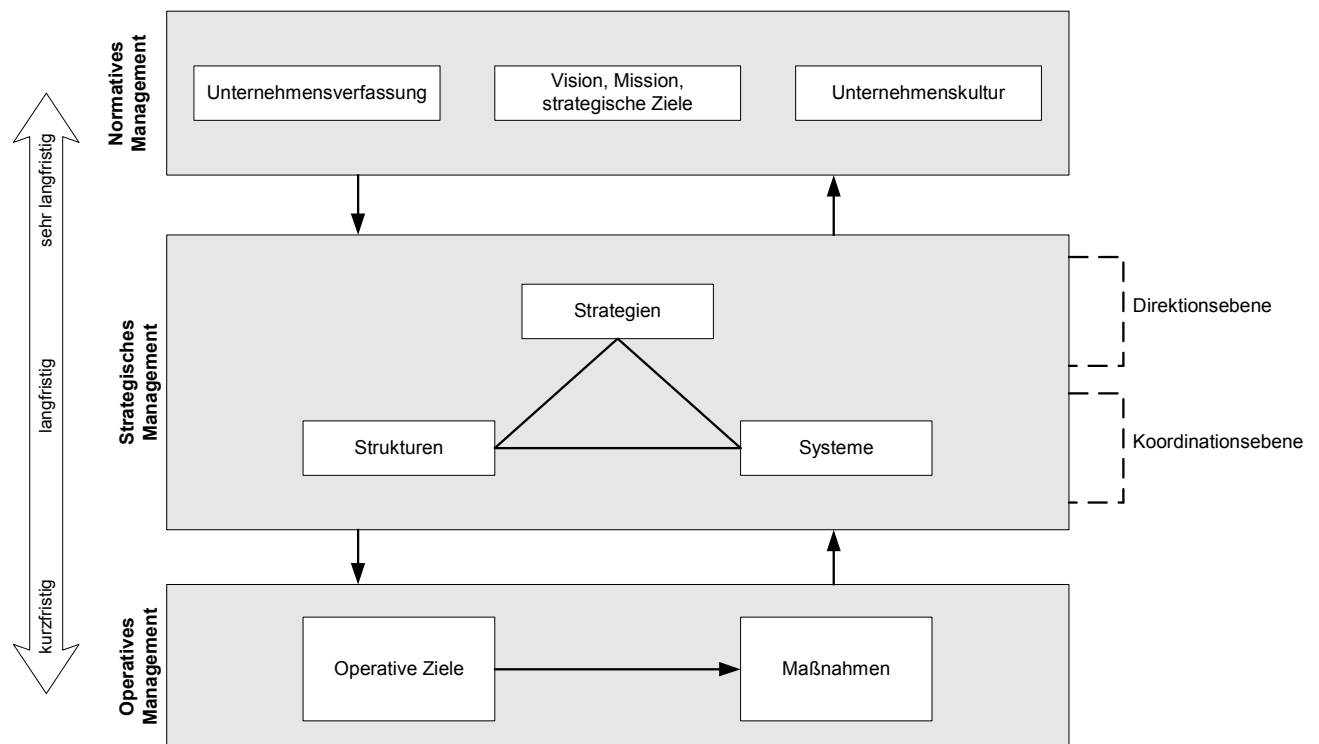 Normatives
Management
Unternehmensverfassung
Vision, Mission,
strategische Ziele
Unternehmenskultur
sehr langfristig
Strategisches
Management
Strategien
Strukturen
Systeme
Direktionsebene
Koordinationsebene
langfristig
Operatives
Management
Operative Ziele
Maßnahmen
kurzfristig